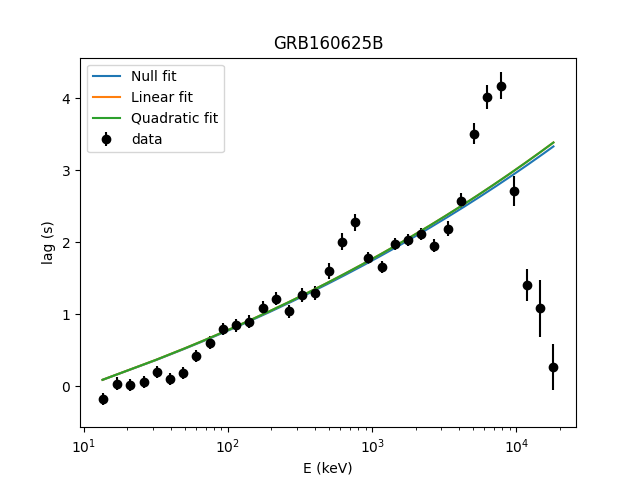 GRB160625B
Null fit
Linear fit
Quadratic fit
data
lag (s)
4
3
2
1
0
10¹ 10² 10³ 10⁴
E (keV)